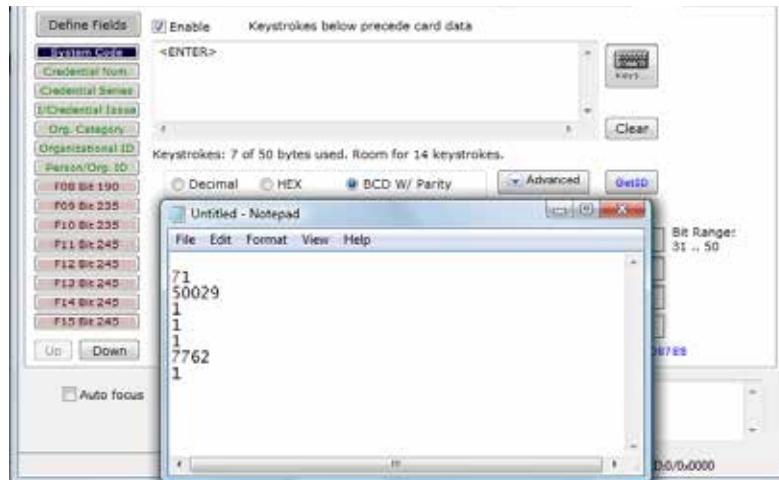 Define Fields
Enable
Keystrokes below precede card data
System Code
<ENTER>
Credential Num.
Credential Series
Keys...
Org. Category
Clear
Organizational ID
Keystrokes: 7 of 50 bytes used. Room for 14 keystrokes.
Person/Org. ID
Decimal
HEX
BCD W/ Parity
Advanced
GetID
F08 Bit 190
F09 Bit 235
Untitled - Notepad
F10 Bit 235
File Edit Format View Help
Bit Range:
31 .. 50
F11 Bit 245
F12 Bit 245
F13 Bit 245
F14 Bit 245
F15 Bit 245
71
50029
1
1
1
7762
1
Up
Down
Auto focus